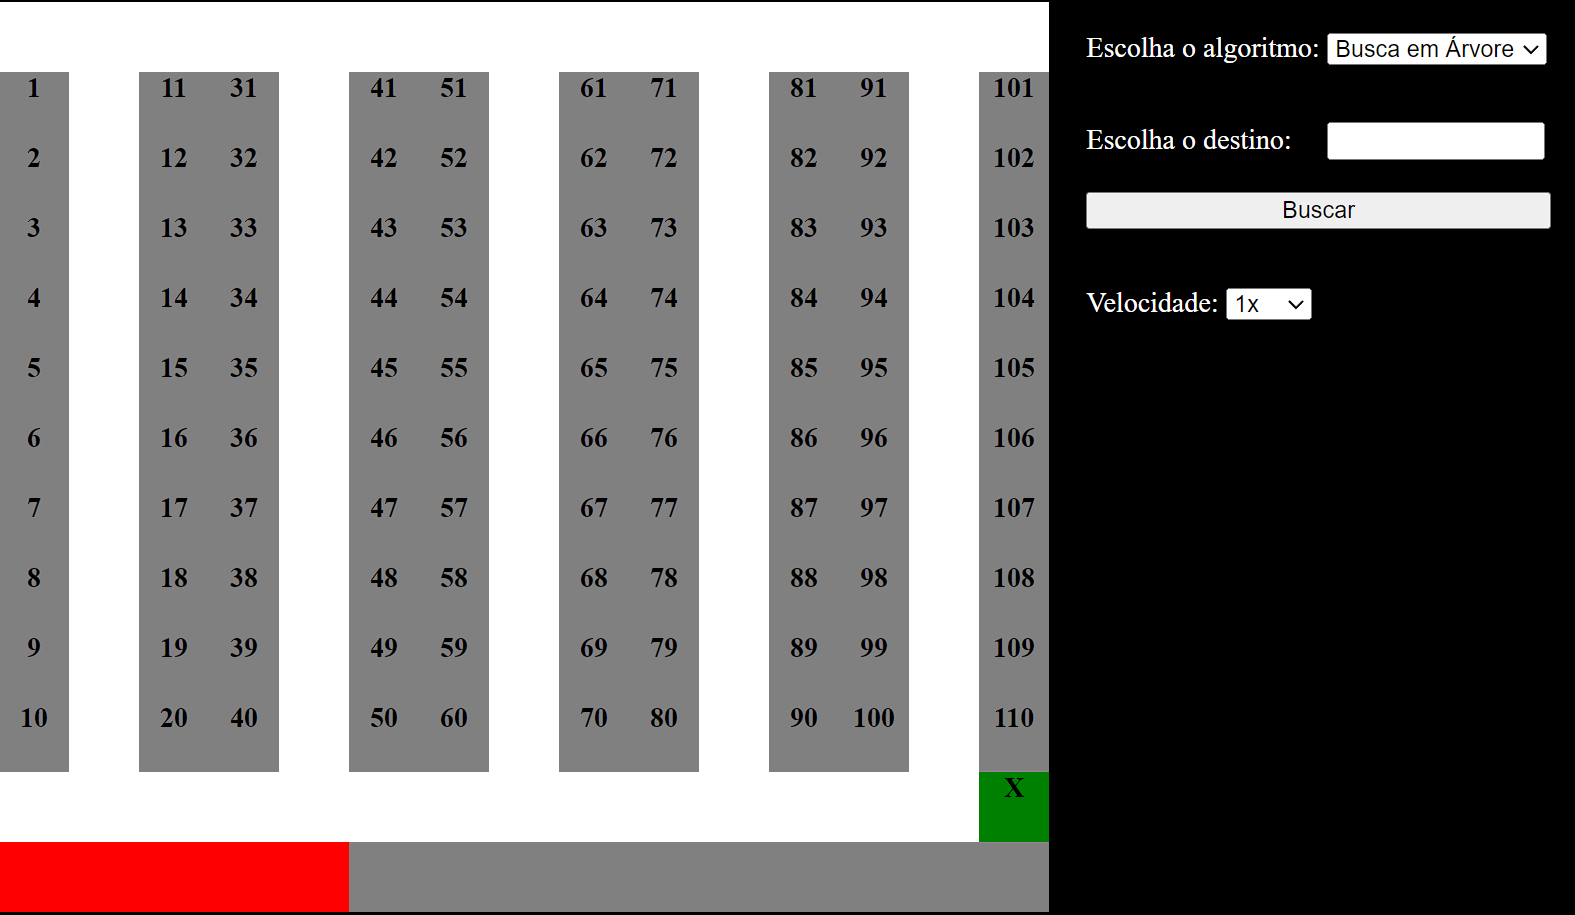 1 11 31 41 51 61 71 81 91 101
2 12 32 42 52 62 72 82 92 102
3 13 33 43 53 63 73 83 93 103
4 14 34 44 54 64 74 84 94 104
5 15 35 45 55 65 75 85 95 105
6 16 36 46 56 66 76 86 96 106
7 17 37 47 57 67 77 87 97 107
8 18 38 48 58 68 78 88 98 108
9 19 39 49 59 69 79 89 99 109
10 20 40 50 60 70 80 90 100 110
X
Escolha o algoritmo: Busca em Árvore
Escolha o destino:
Buscar
Velocidade: 1x